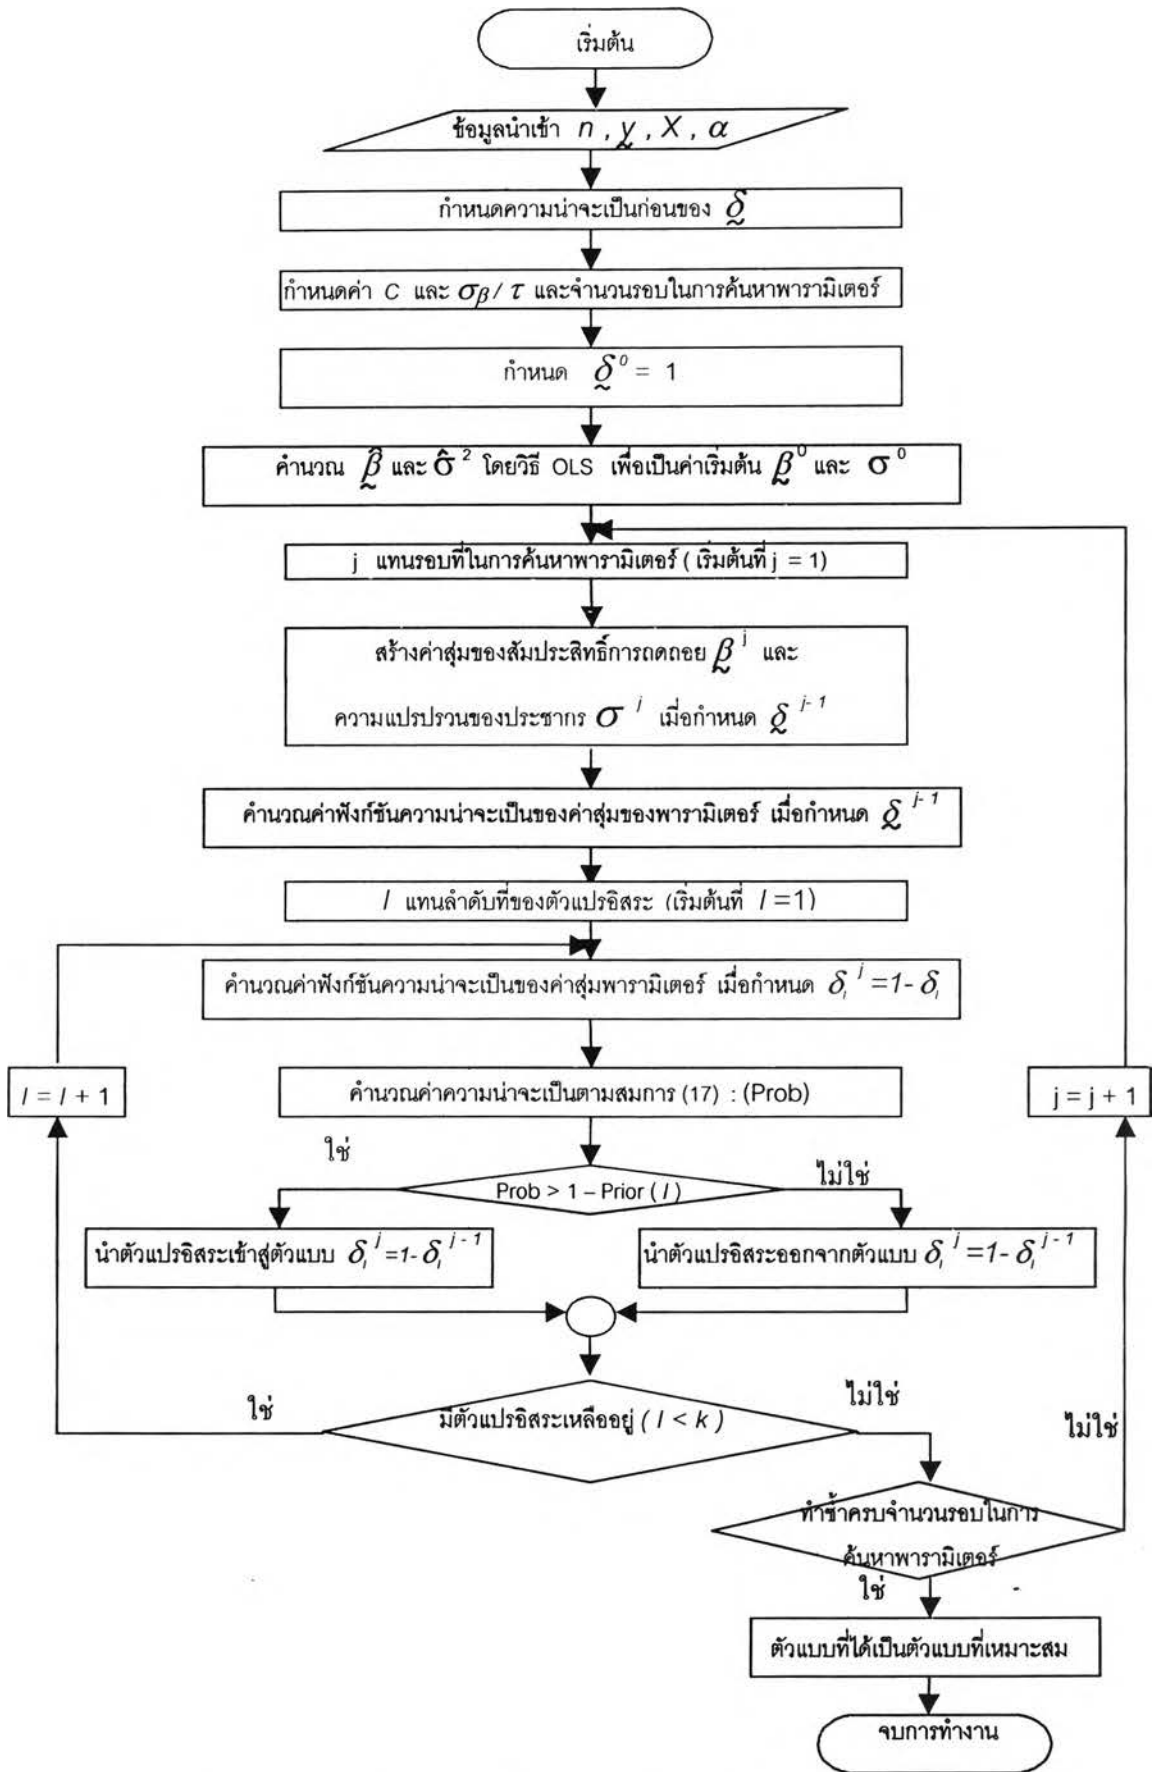 เริ่มต้น
ข้อมูลนำเข้า n , y̰ , X , α
กำหนดความน่าจะเป็นก่อนของ δ̰
กำหนดค่า C และ σᵦ / τ และจำนวนรอบในการค้นหาพารามิเตอร์
กำหนด δ̰⁰ = 1
คำนวณ β̰̂ และ σ̂² โดยวิธี OLS เพื่อเป็นค่าเริ่มต้น β̰⁰ และ σ⁰
j แทนรอบที่ในการค้นหาพารามิเตอร์ ( เริ่มต้นที่ j = 1)
สร้างค่าสุ่มของสัมประสิทธิ์การถดถอย β̰ʲ และ
ความแปรปรวนของประชากร σʲ เมื่อกำหนด δ̰ʲ⁻¹
คำนวณค่าฟังก์ชันความน่าจะเป็นของค่าสุ่มของพารามิเตอร์ เมื่อกำหนด δ̰ʲ⁻¹
l แทนลำดับที่ของตัวแปรอิสระ (เริ่มต้นที่ l =1)
คำนวณค่าฟังก์ชันความน่าจะเป็นของค่าสุ่มพารามิเตอร์ เมื่อกำหนด δₗʲ =1- δₗ
l = l + 1
คำนวณค่าความน่าจะเป็นตามสมการ (17) : (Prob)
j = j + 1
ใช่
ไม่ใช่
Prob > 1 – Prior ( l )
นำตัวแปรอิสระเข้าสู่ตัวแบบ δₗʲ =1- δₗʲ⁻¹
นำตัวแปรอิสระออกจากตัวแบบ δₗʲ =1- δₗʲ⁻¹
ใช่
ไม่ใช่
มีตัวแปรอิสระเหลืออยู่ ( l < k )
ไม่ใช่
ทำซ้ำครบจำนวนรอบในการ
ค้นหาพารามิเตอร์
ใช่
ตัวแบบที่ได้เป็นตัวแบบที่เหมาะสม
จบการทำงาน